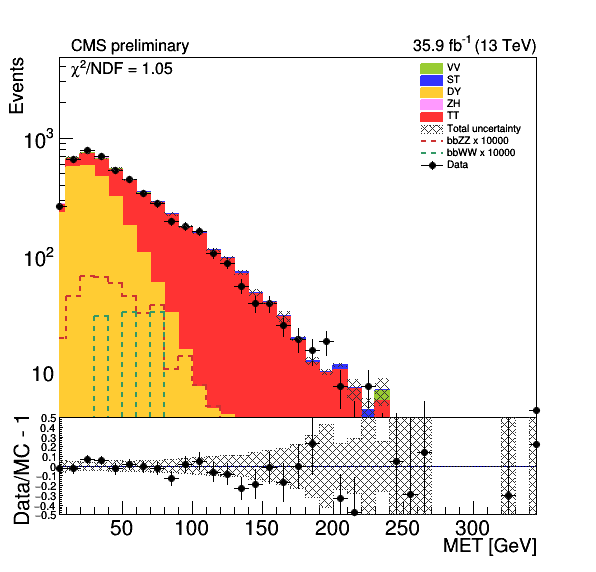 CMS preliminary
35.9 fb⁻¹ (13 TeV)
χ²/NDF = 1.05
Events
VV
ST
DY
ZH
TT
Total uncertainty
bbZZ x 10000
bbWW x 10000
Data
10³
10²
10
Data/MC - 1
0.5
0.4
0.3
0.2
0.1
0
−0.1
−0.2
−0.3
−0.4
−0.5
50 100 150 200 250 300
MET [GeV]